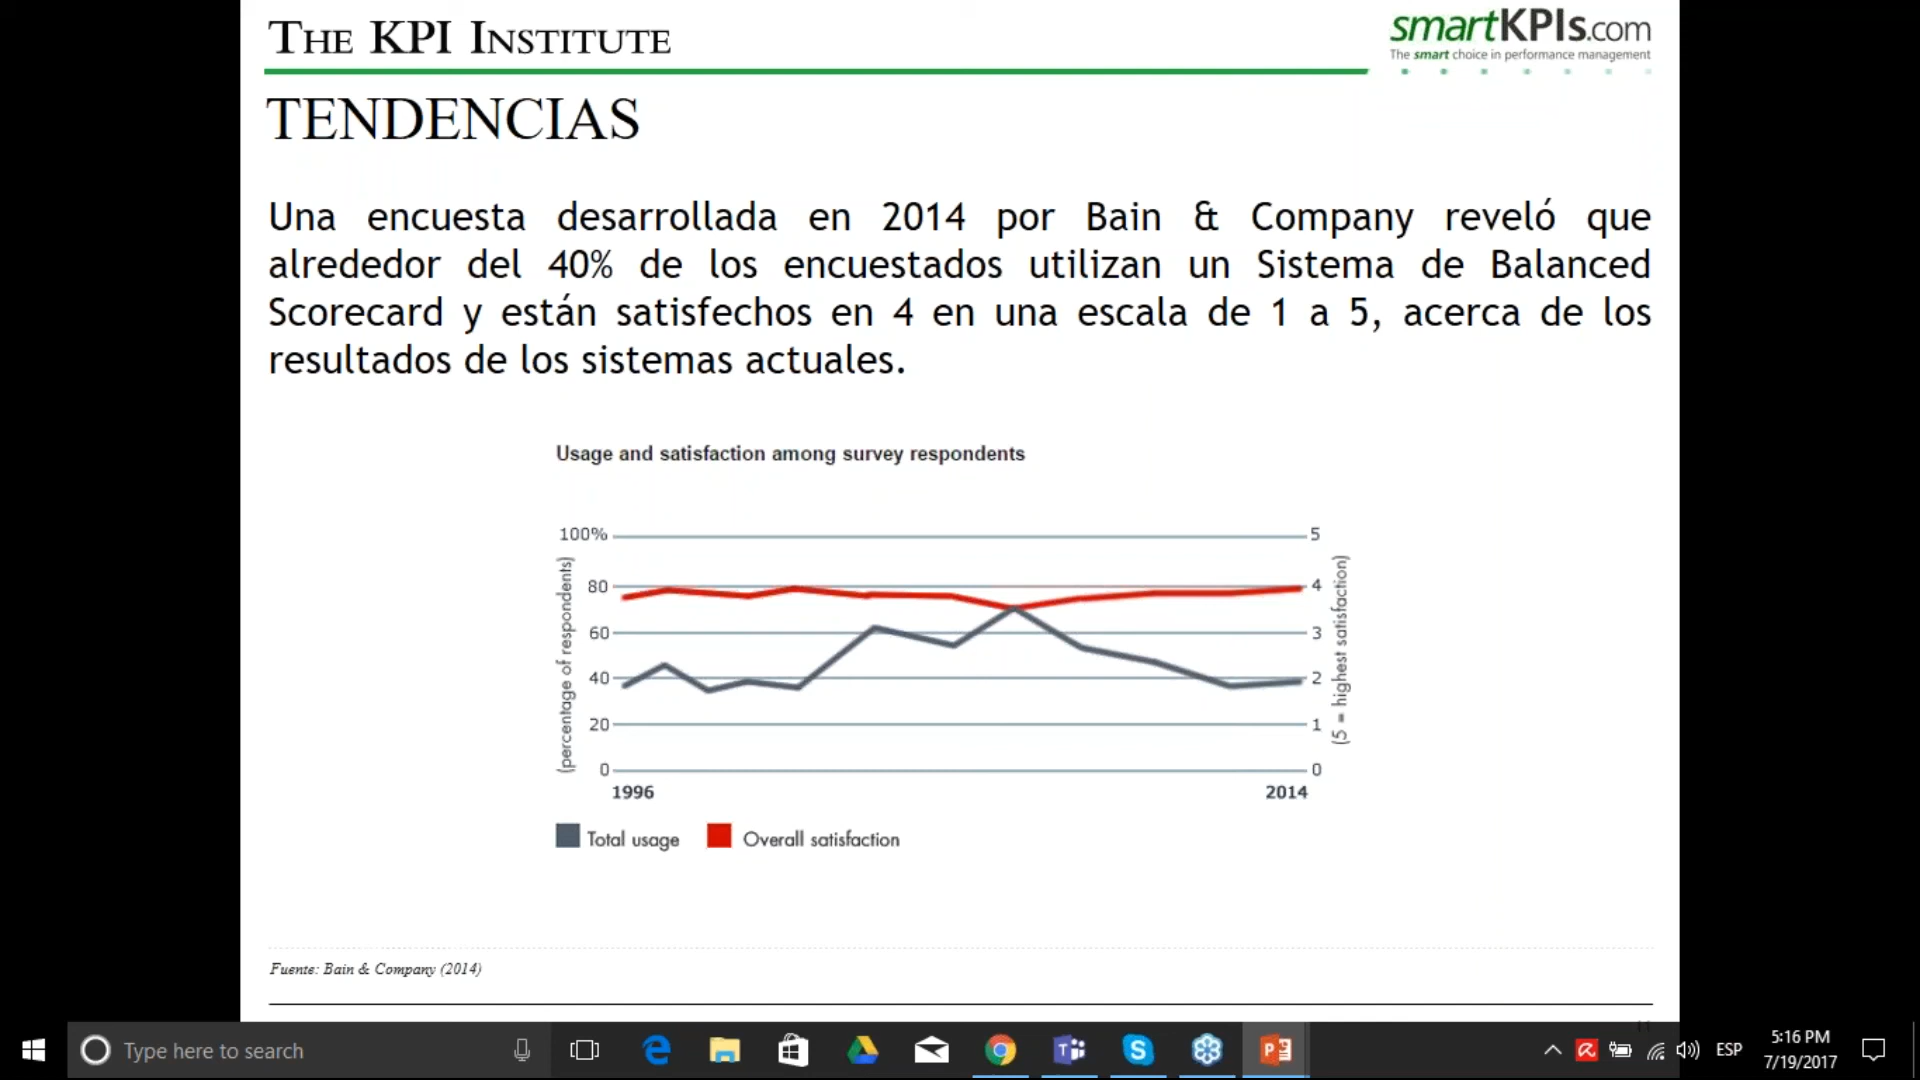 THE KPI INSTITUTE
smartKPIs.com
The smart choice in performance management
TENDENCIAS
Una encuesta desarrollada en 2014 por Bain & Company reveló que
alrededor del 40% de los encuestados utilizan un Sistema de Balanced
Scorecard y están satisfechos en 4 en una escala de 1 a 5, acerca de los
resultados de los sistemas actuales.
Usage and satisfaction among survey respondents
100%
80
60
40
20
0
(percentage of respondents)
5
4
3
2
1
0
(5 = highest satisfaction)
1996
2014
Total usage
Overall satisfaction
Fuente: Bain & Company (2014)
11
Type here to search
ESP
5:16 PM
7/19/2017